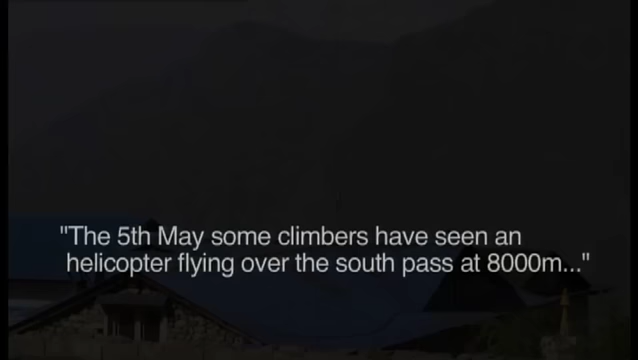 "The 5th May some climbers have seen an
helicopter flying over the south pass at 8000m..."